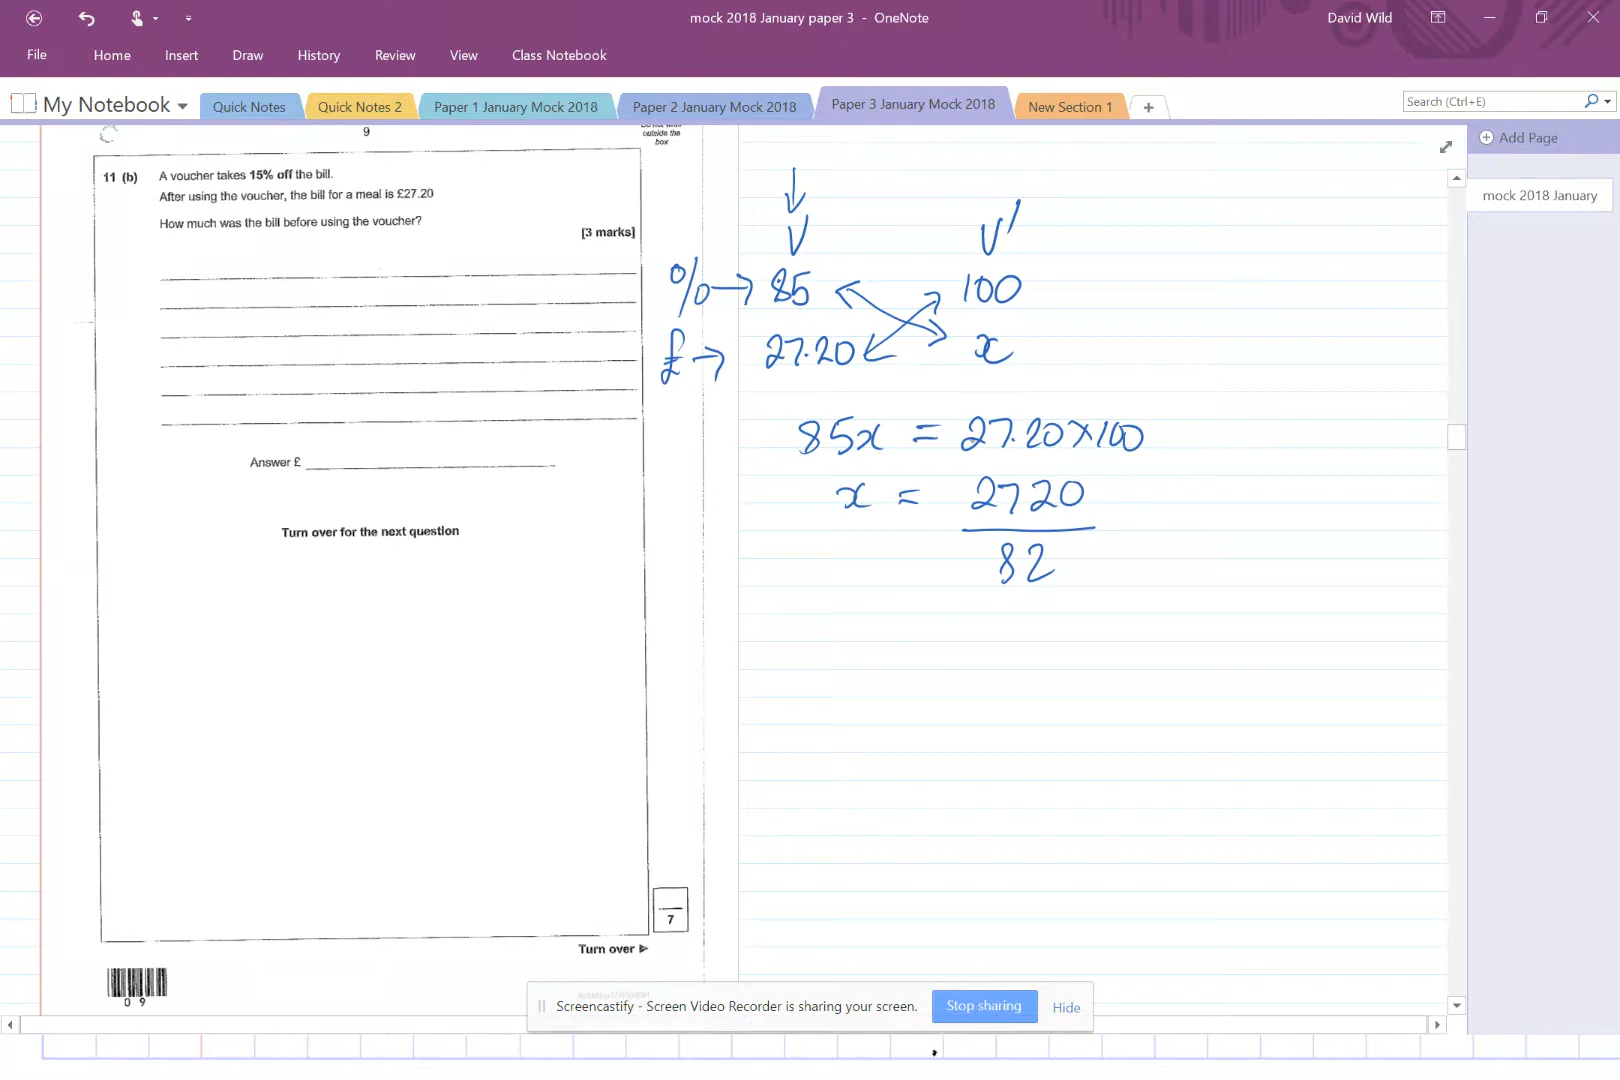 mock 2018 January paper 3 - OneNote
David Wild
File Home Insert Draw History Review View Class Notebook
My Notebook
Quick Notes
Quick Notes 2
Paper 1 January Mock 2018
Paper 2 January Mock 2018
Paper 3 January Mock 2018
New Section 1
+
Search (Ctrl+E)
Add Page
mock 2018 January
9
outside the
box
11 (b) A voucher takes 15% off the bill.
After using the voucher, the bill for a meal is £27.20
How much was the bill before using the voucher?
[3 marks]
Answer £
Turn over for the next question
7
Turn over ▶
0 9
V V'
% → 85 100
£ → 27.20 x
85x = 27.20×100
x = 2720
82
Screencastify - Screen Video Recorder is sharing your screen.
Stop sharing
Hide